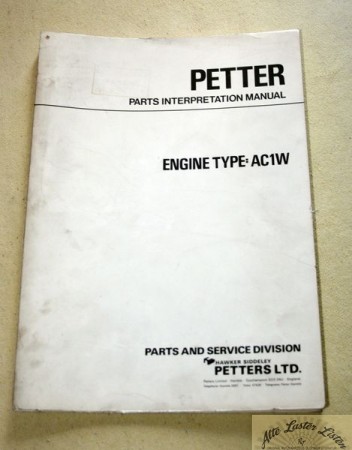 PETTER
PARTS INTERPRETATION MANUAL
ENGINE TYPE: AC1W
PARTS AND SERVICE DIVISION
HAWKER SIDDELEY
PETTERS LTD.
Alte Laster Listen